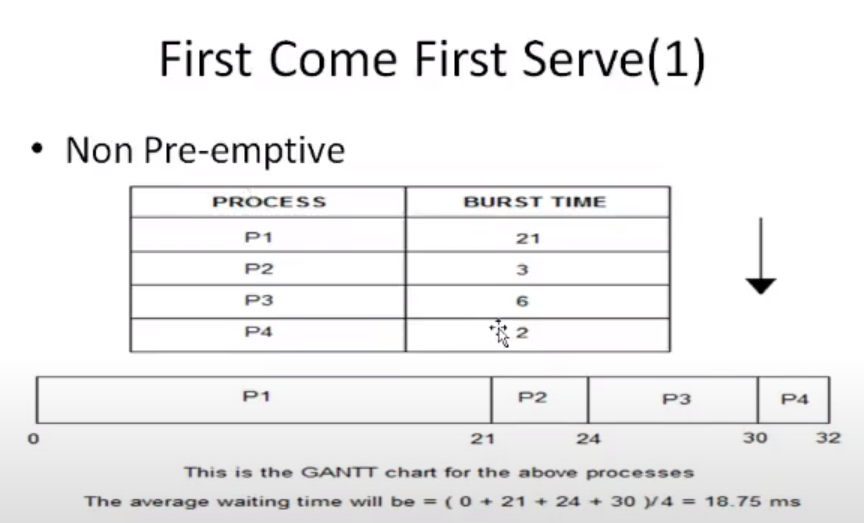 First Come First Serve(1)
• Non Pre-emptive
PROCESS BURST TIME
P1 21
P2 3
P3 6
P4 2
P1 P2 P3 P4
0 21 24 30 32
This is the GANTT chart for the above processes
The average waiting time will be = ( 0 + 21 + 24 + 30 )/4 = 18.75 ms